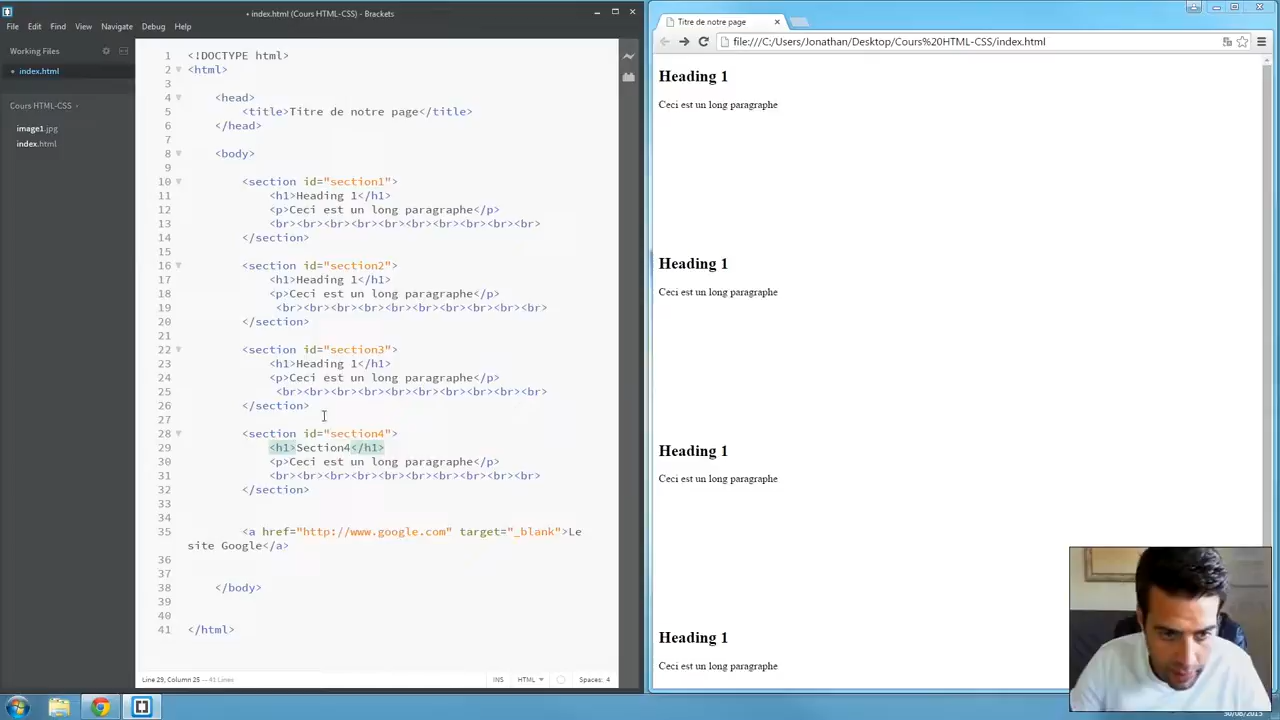 • index.html (Cours HTML-CSS) - Brackets
File Edit Find View Navigate Debug Help
Working Files
• index.html
Cours HTML-CSS
image1.jpg
index.html
1 <!DOCTYPE html>
2 <html>
3
4 <head>
5 <title>Titre de notre page</title>
6 </head>
7
8 <body>
9
10 <section id="section1">
11 <h1>Heading 1</h1>
12 <p>Ceci est un long paragraphe</p>
13 <br><br><br><br><br><br><br><br><br><br>
14 </section>
15
16 <section id="section2">
17 <h1>Heading 1</h1>
18 <p>Ceci est un long paragraphe</p>
19 <br><br><br><br><br><br><br><br><br><br>
20 </section>
21
22 <section id="section3">
23 <h1>Heading 1</h1>
24 <p>Ceci est un long paragraphe</p>
25 <br><br><br><br><br><br><br><br><br><br>
26 </section>
27
28 <section id="section4">
29 <h1>Section4</h1>
30 <p>Ceci est un long paragraphe</p>
31 <br><br><br><br><br><br><br><br><br><br>
32 </section>
33
34
35 <a href="http://www.google.com" target="_blank">Le
site Google</a>
36
37
38 </body>
39
40
41 </html>
Line 29, Column 25 — 41 Lines
INS HTML Spaces: 4
Titre de notre page
file:///C:/Users/Jonathan/Desktop/Cours%20HTML-CSS/index.html
Heading 1
Ceci est un long paragraphe
Heading 1
Ceci est un long paragraphe
Heading 1
Ceci est un long paragraphe
Heading 1
Ceci est un long paragraphe
30/08/2015